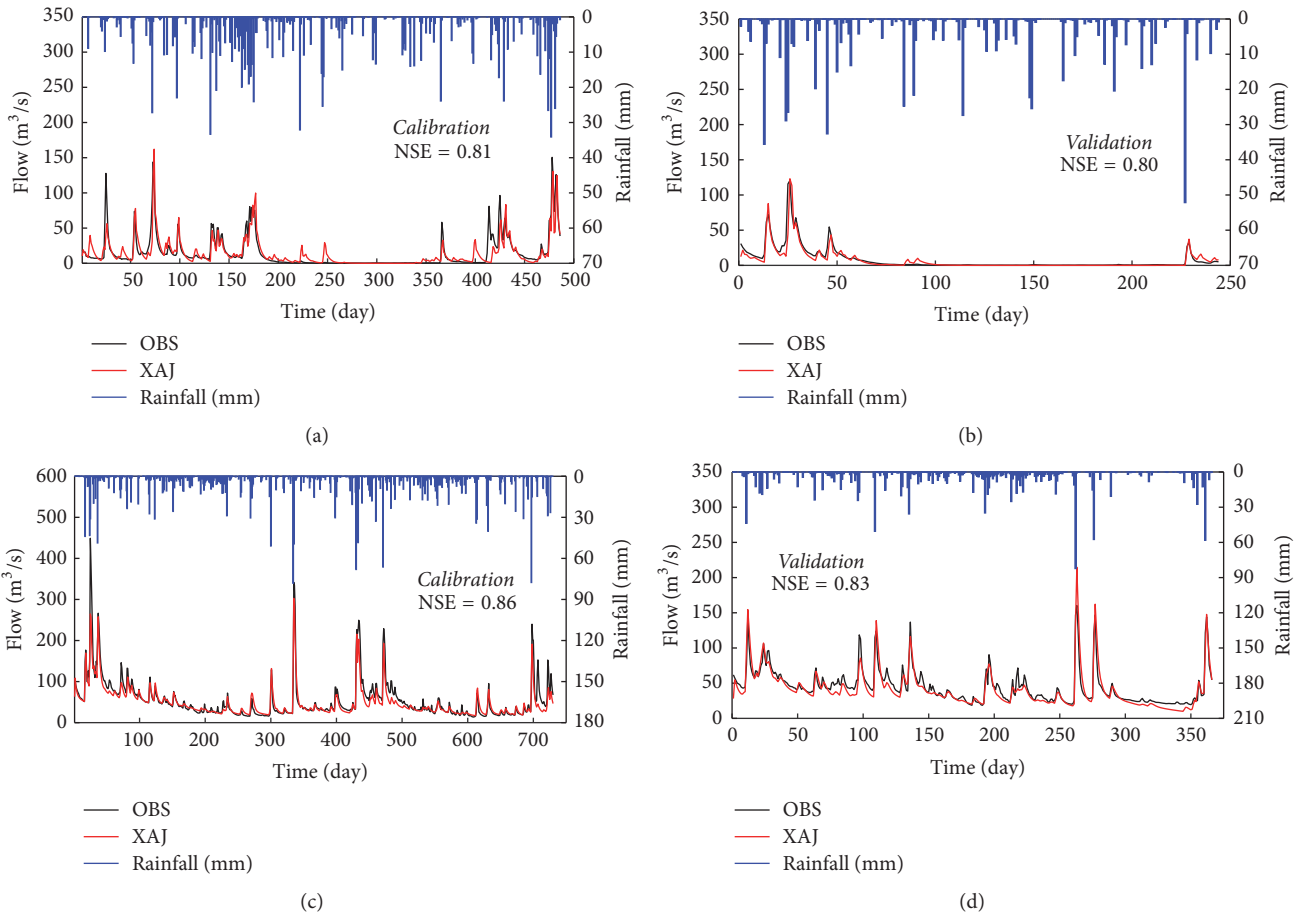 350
300
250
200
150
100
50
0
Flow (m³/s)
0
10
20
30
40
50
60
70
Rainfall (mm)
Calibration
NSE = 0.81
0 50 100 150 200 250 300 350 400 450 500
Time (day)
OBS
XAJ
Rainfall (mm)
(a)
350
300
250
200
150
100
50
0
Flow (m³/s)
0
10
20
30
40
50
60
70
Rainfall (mm)
Validation
NSE = 0.80
0 50 100 150 200 250
Time (day)
OBS
XAJ
Rainfall (mm)
(b)
600
500
400
300
200
100
0
Flow (m³/s)
0
30
60
90
120
150
180
Rainfall (mm)
Calibration
NSE = 0.86
100 200 300 400 500 600 700
Time (day)
OBS
XAJ
Rainfall (mm)
(c)
350
300
250
200
150
100
50
0
Flow (m³/s)
0
30
60
90
120
150
180
210
Rainfall (mm)
Validation
NSE = 0.83
0 50 100 150 200 250 300 350
Time (day)
OBS
XAJ
Rainfall (mm)
(d)